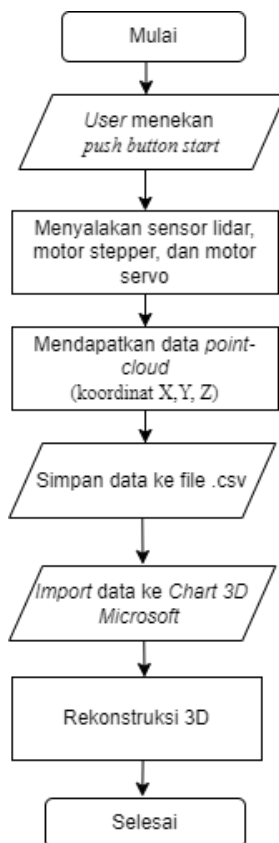 Mulai
User menekan
push button start
Menyalakan sensor lidar,
motor stepper, dan motor
servo
Mendapatkan data point-
cloud
(koordinat X,Y, Z)
Simpan data ke file .csv
Import data ke Chart 3D
Microsoft
Rekonstruksi 3D
Selesai